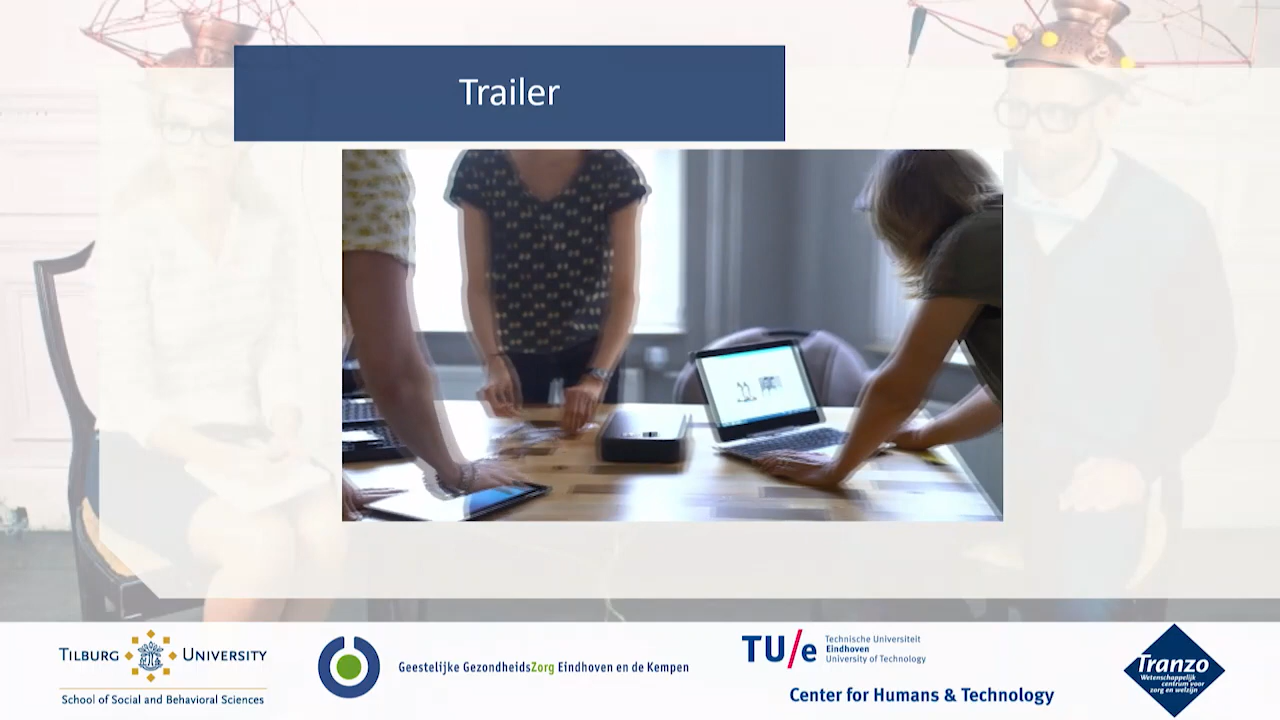 Trailer
TILBURG UNIVERSITY
School of Social and Behavioral Sciences
Geestelijke GezondheidsZorg Eindhoven en de Kempen
TU/e
Technische Universiteit
Eindhoven
University of Technology
Center for Humans & Technology
Tranzo
Wetenschappelijk
centrum voor
zorg en welzijn